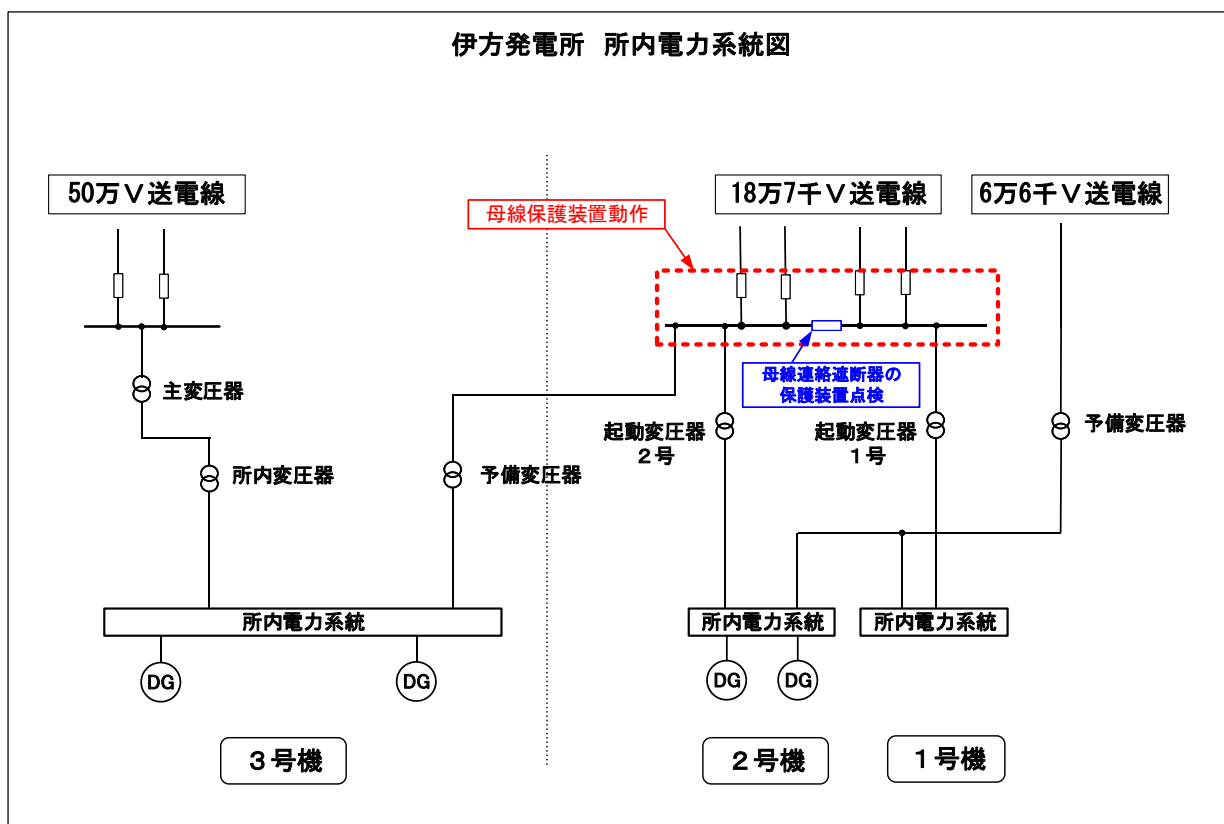 伊方発電所 所内電力系統図
50万V送電線
18万7千V送電線
6万6千V送電線
母線保護装置動作
母線連絡遮断器の
保護装置点検
主変圧器
所内変圧器
予備変圧器
起動変圧器
２号
起動変圧器
１号
予備変圧器
所内電力系統
所内電力系統
所内電力系統
DG
DG
DG
DG
３号機
２号機
１号機